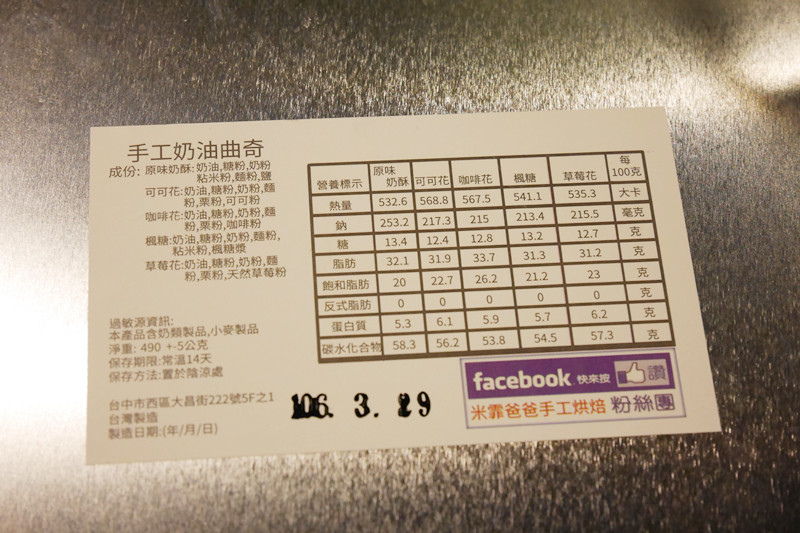 手工奶油曲奇
成份: 原味奶酥:奶油,糖粉,奶粉
粘米粉,麵粉,鹽
可可花:奶油,糖粉,奶粉,麵
粉,栗粉,可可粉
咖啡花:奶油,糖粉,奶粉,麵
粉,栗粉,咖啡粉
楓糖:奶油,糖粉,奶粉,麵粉,
粘米粉,楓糖漿
草莓花:奶油,糖粉,奶粉,麵
粉,栗粉,天然草莓粉
過敏源資訊:
本產品含奶類製品,小麥製品
淨重: 490 +-5公克
保存期限:常溫14天
保存方法:置於陰涼處
台中市西區大昌街222號5F之1
台灣製造
製造日期:(年/月/日)
106. 3. 29
營養標示 原味奶酥 可可花 咖啡花 楓糖 草莓花 每100克
熱量 532.6 568.8 567.5 541.1 535.3 大卡
鈉 253.2 217.3 215 213.4 215.5 毫克
糖 13.4 12.4 12.8 13.2 12.7 克
脂肪 32.1 31.9 33.7 31.3 31.2 克
飽和脂肪 20 22.7 26.2 21.2 23 克
反式脂肪 0 0 0 0 0 克
蛋白質 5.3 6.1 5.9 5.7 6.2 克
碳水化合物 58.3 56.2 53.8 54.5 57.3 克
facebook 快來按 讚
米霏爸爸手工烘焙 粉絲團